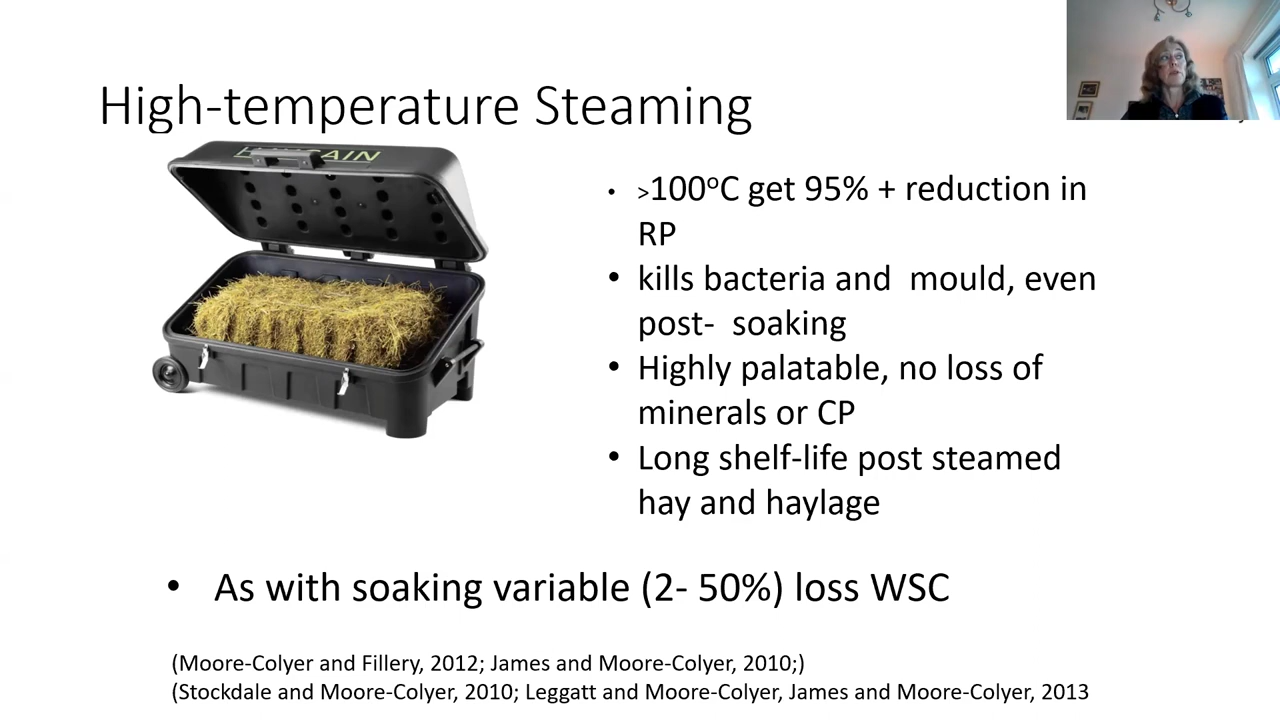 High-temperature Steaming
• >100ºC get 95% + reduction in
RP
• kills bacteria and mould, even
post- soaking
• Highly palatable, no loss of
minerals or CP
• Long shelf-life post steamed
hay and haylage
• As with soaking variable (2- 50%) loss WSC
(Moore-Colyer and Fillery, 2012; James and Moore-Colyer, 2010;)
(Stockdale and Moore-Colyer, 2010; Leggatt and Moore-Colyer, James and Moore-Colyer, 2013